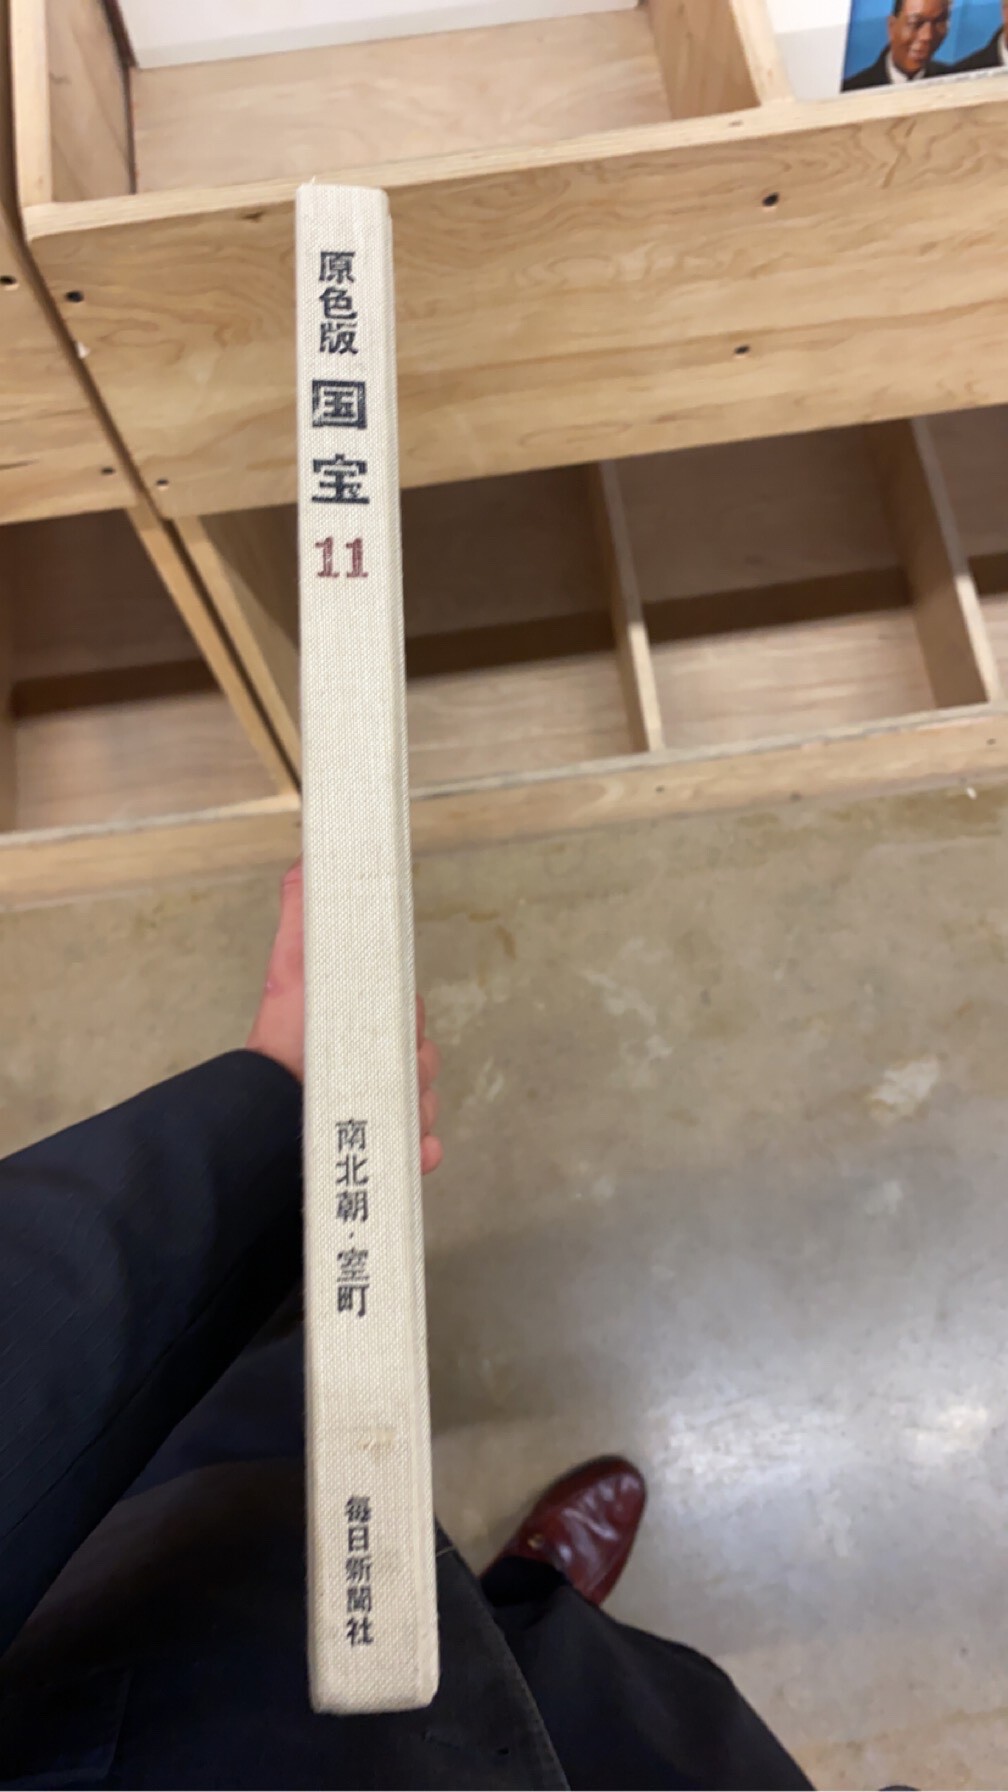 原色版 国宝 11
南北朝・室町
毎日新聞社